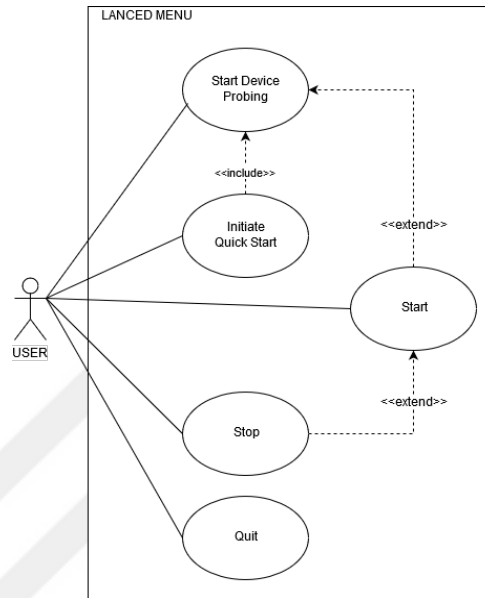 LANCED MENU
Start Device
Probing
<<include>>
Initiate
Quick Start
<<extend>>
Start
USER
<<extend>>
Stop
Quit